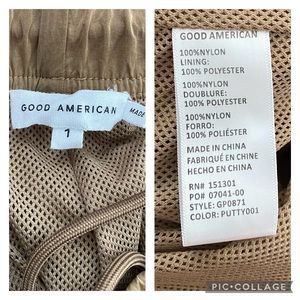 GOOD AMERICAN
1
MADE
GOOD AMERICAN
100%NYLON
LINING:
100% POLYESTER
100%NYLON
DOUBLURE:
100% POLYESTER
100%NYLON
FORRO:
100% POLIÉSTER
MADE IN CHINA
FABRIQUÉ EN CHINE
HECHO EN CHINA
RN# 151301
PO# 07041-00
STYLE: GP0871
COLOR: PUTTY001
PIC•COLLAGE